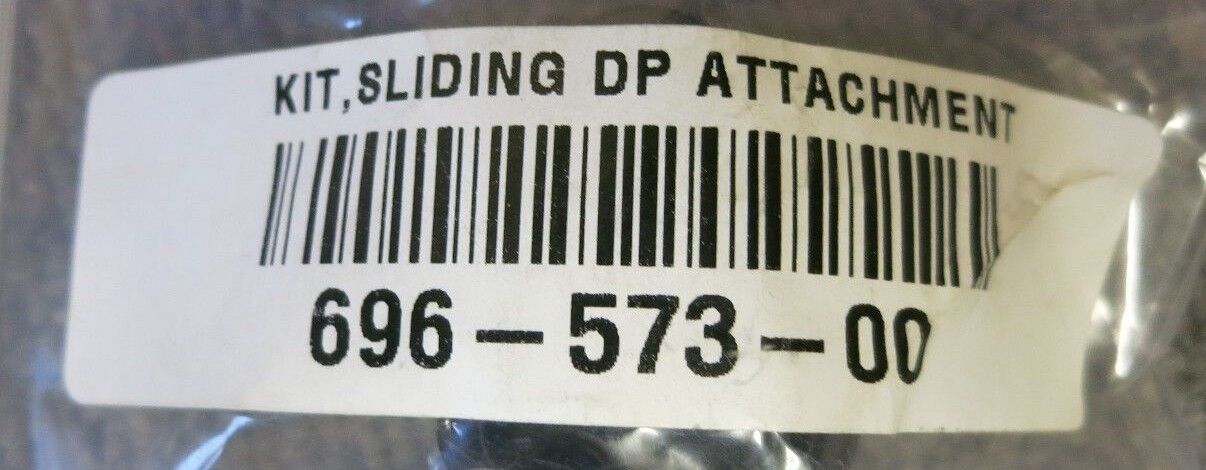 KIT,SLIDING DP ATTACHMENT
696-573-00